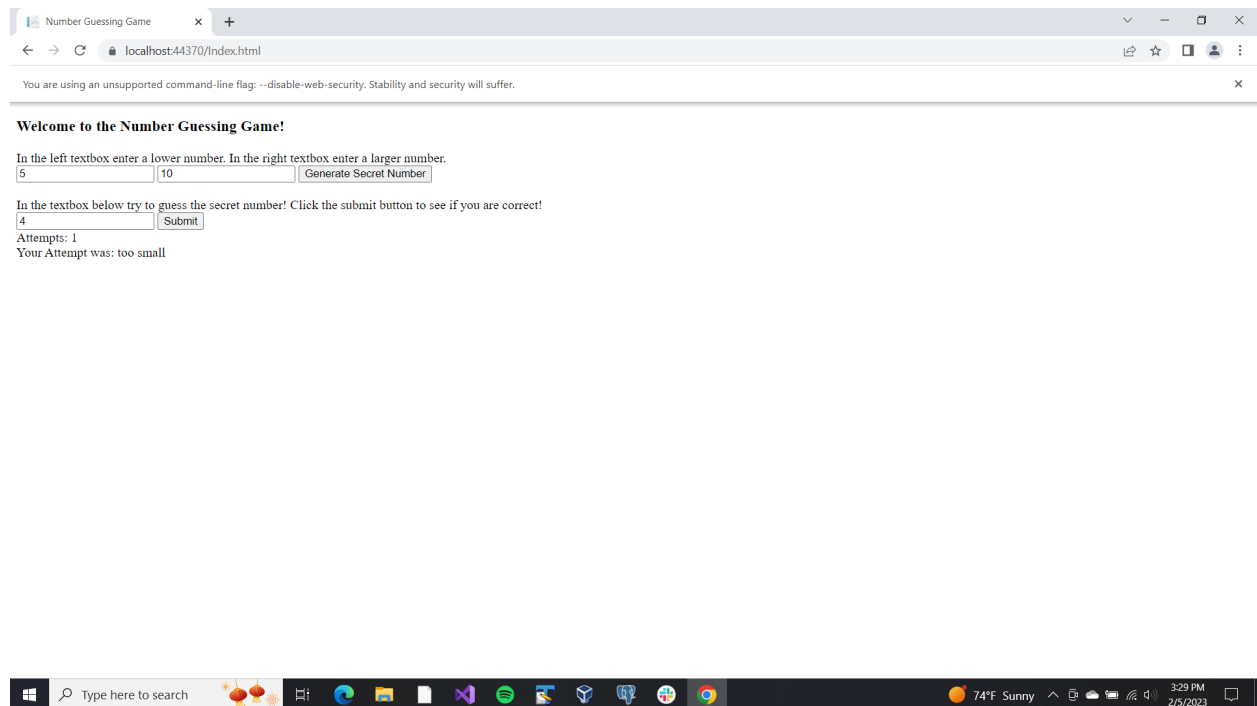 Number Guessing Game
localhost:44370/Index.html
You are using an unsupported command-line flag: --disable-web-security. Stability and security will suffer.
Welcome to the Number Guessing Game!
In the left textbox enter a lower number. In the right textbox enter a larger number.
5 10 Generate Secret Number
In the textbox below try to guess the secret number! Click the submit button to see if you are correct!
4 Submit
Attempts: 1
Your Attempt was: too small
Type here to search 74°F Sunny 3:29 PM
2/5/2023